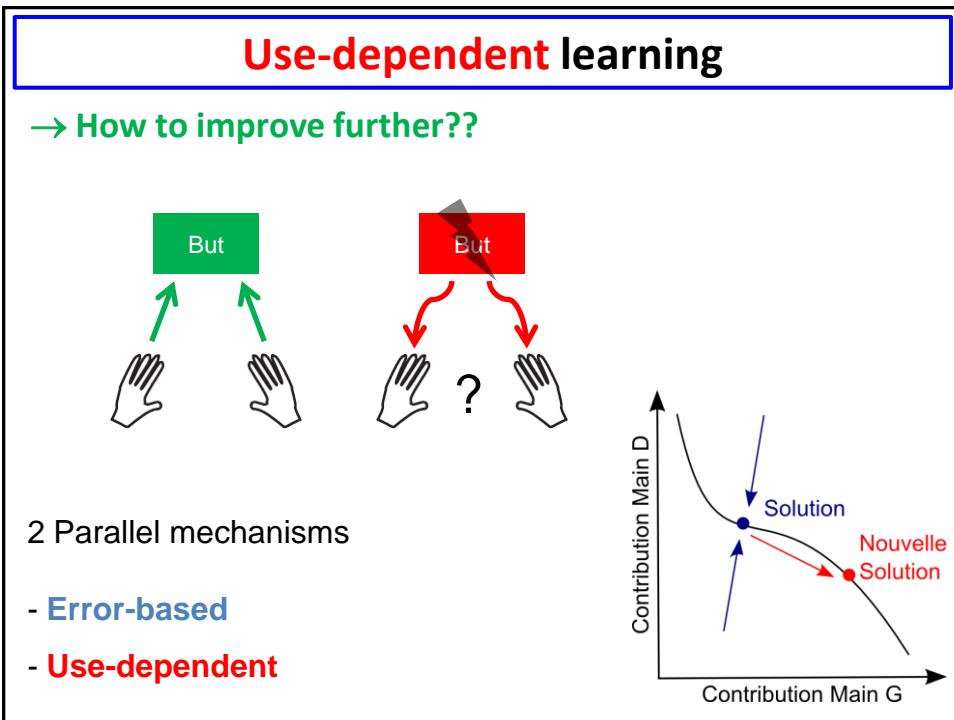 Use-dependent learning
→ How to improve further??
But
But
?
2 Parallel mechanisms
- Error-based
- Use-dependent
Contribution Main D
Solution
Nouvelle
Solution
Contribution Main G